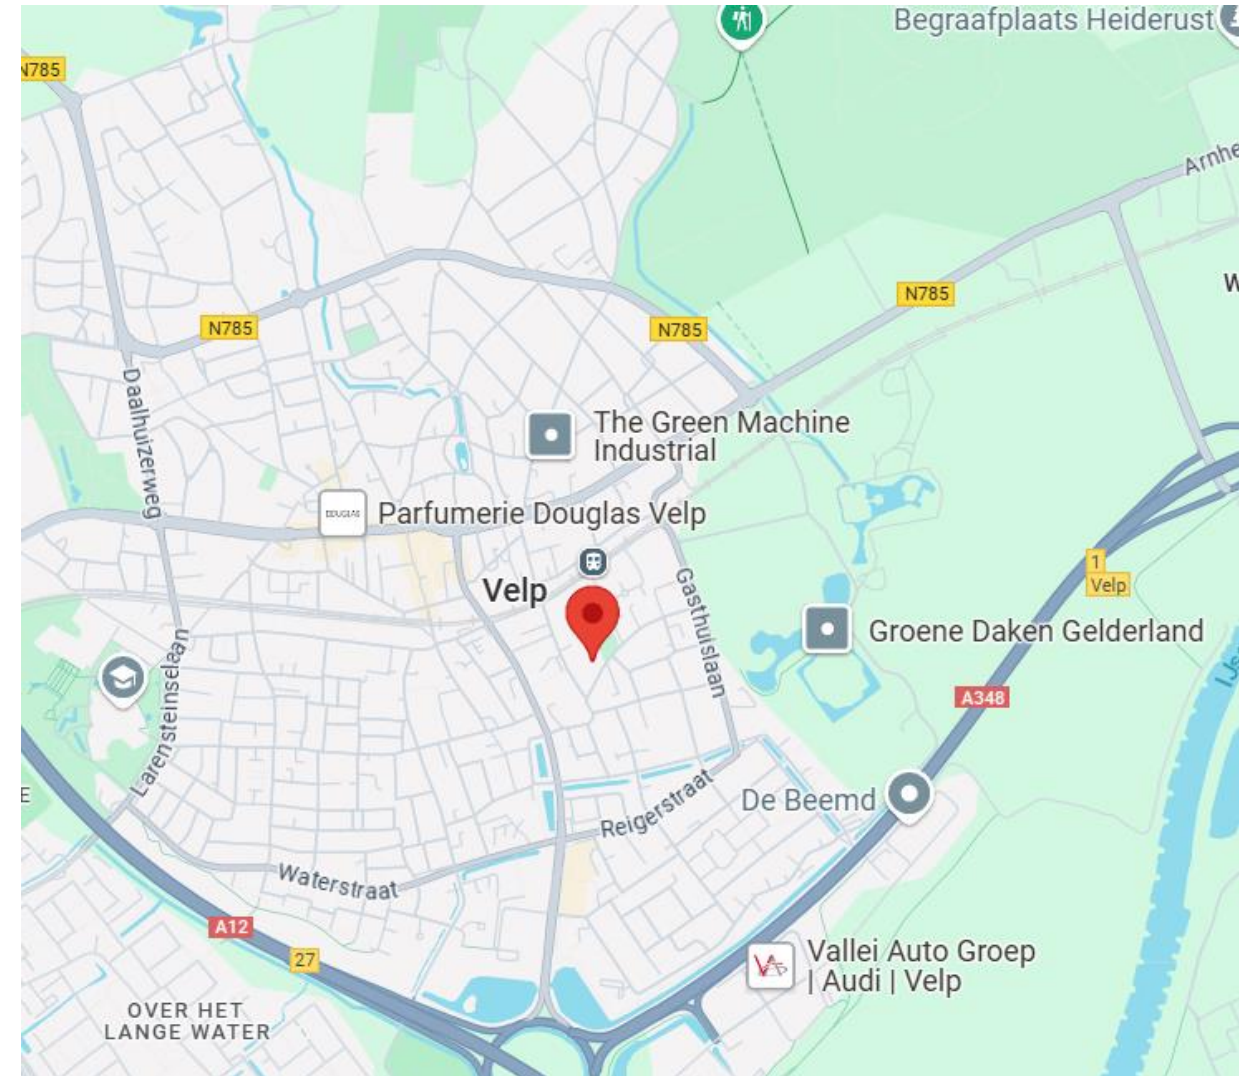 Begraafplaats Heiderust
N785
Arnhe
W
N785
N785
N785
Daalhuizerweg
The Green Machine
Industrial
DOUGLAS
Parfumerie Douglas Velp
1
Velp
Velp
Gasthuislaan
Groene Daken Gelderland
Larensteinselaan
A348
IJs
E
De Beemd
Reigerstraat
Waterstraat
A12
27
Vallei Auto Groep
| Audi | Velp
OVER HET
LANGE WATER